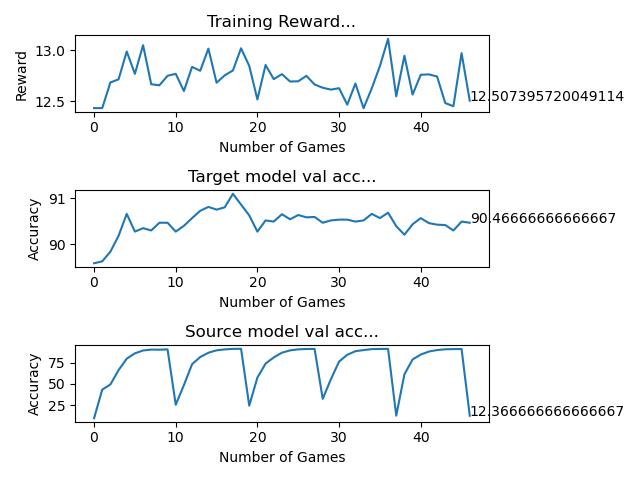 Training Reward...
Reward
13.0
12.5
12.507395720049114
0 10 20 30 40
Number of Games
Target model val acc...
Accuracy
91
90
90.46666666666667
0 10 20 30 40
Number of Games
Source model val acc...
Accuracy
75
50
25
12.366666666666667
0 10 20 30 40
Number of Games